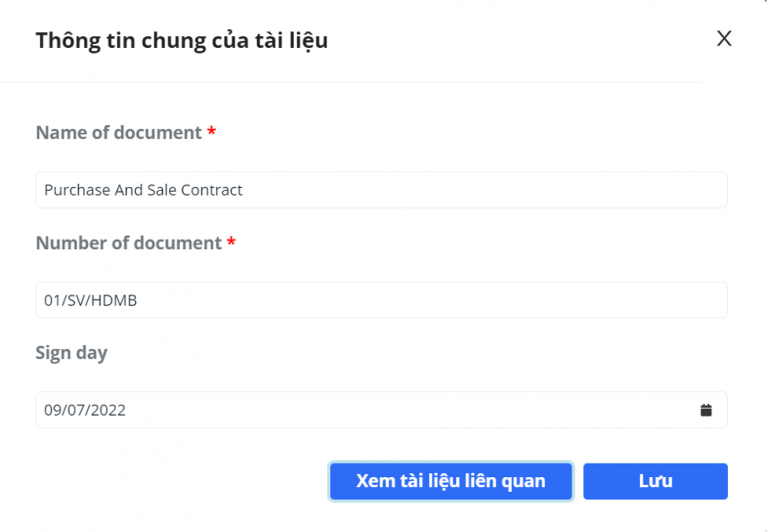 Thông tin chung của tài liệu
X
Name of document *
Purchase And Sale Contract
Number of document *
01/SV/HDMB
Sign day
09/07/2022
Xem tài liệu liên quan
Lưu